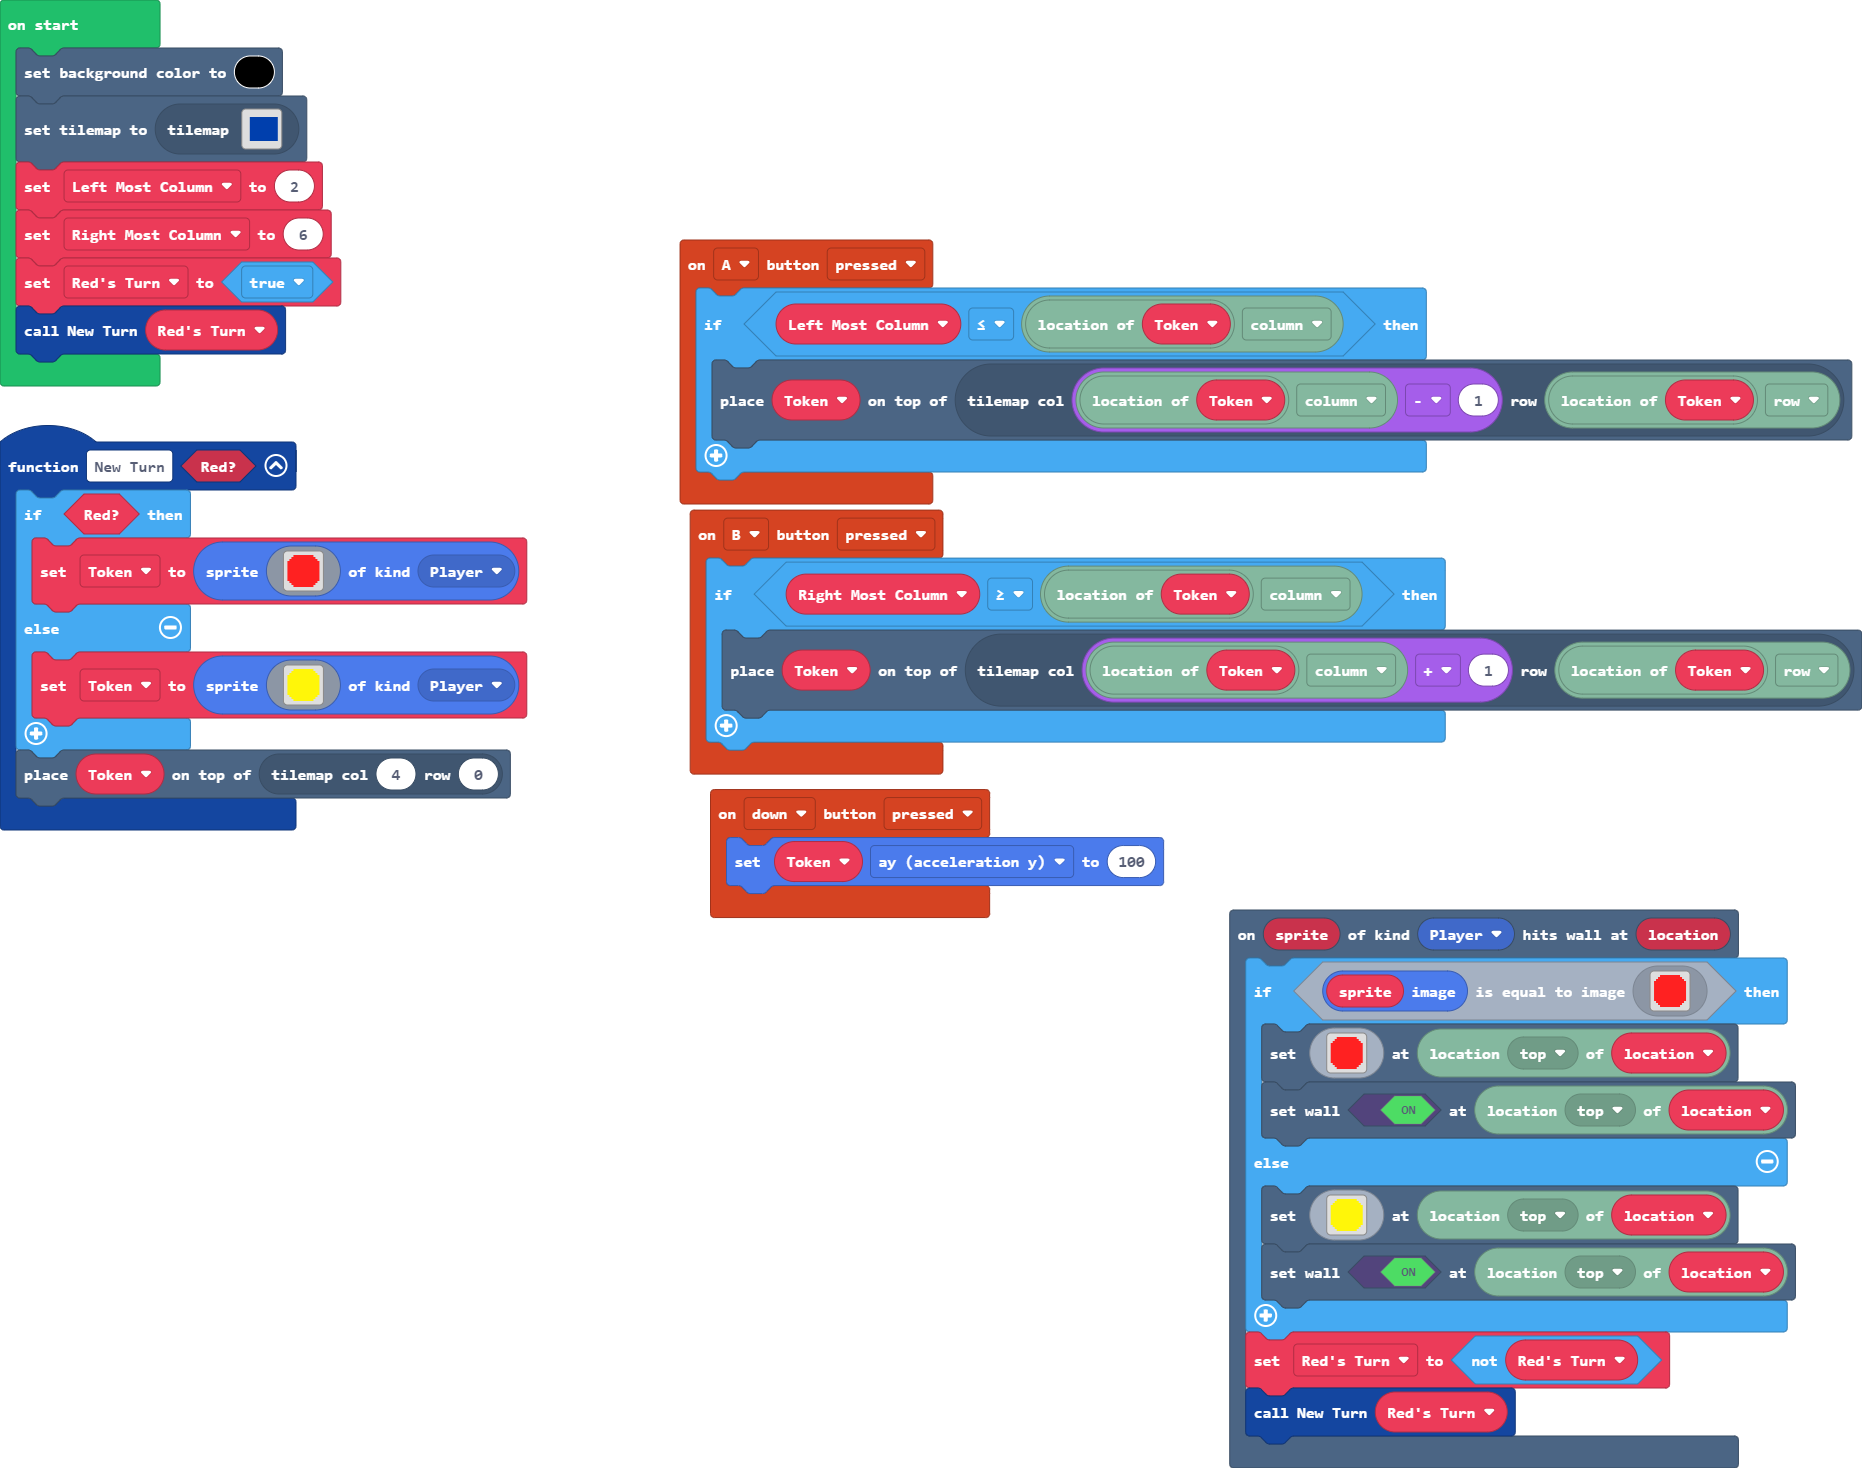 on start
set background color to
set tilemap to tilemap
set Left Most Column to 2
set Right Most Column to 6
set Red's Turn to true
call New Turn Red's Turn
function New Turn Red?
if Red? then
set Token to sprite of kind Player
else
set Token to sprite of kind Player
place Token on top of tilemap col 4 row 0
on A button pressed
if Left Most Column ≤ location of Token column then
place Token on top of tilemap col location of Token column - 1 row location of Token row
on B button pressed
if Right Most Column ≥ location of Token column then
place Token on top of tilemap col location of Token column + 1 row location of Token row
on down button pressed
set Token ay (acceleration y) to 100
on sprite of kind Player hits wall at location
if sprite image is equal to image then
set at location top of location
set wall ON at location top of location
else
set at location top of location
set wall ON at location top of location
set Red's Turn to not Red's Turn
call New Turn Red's Turn